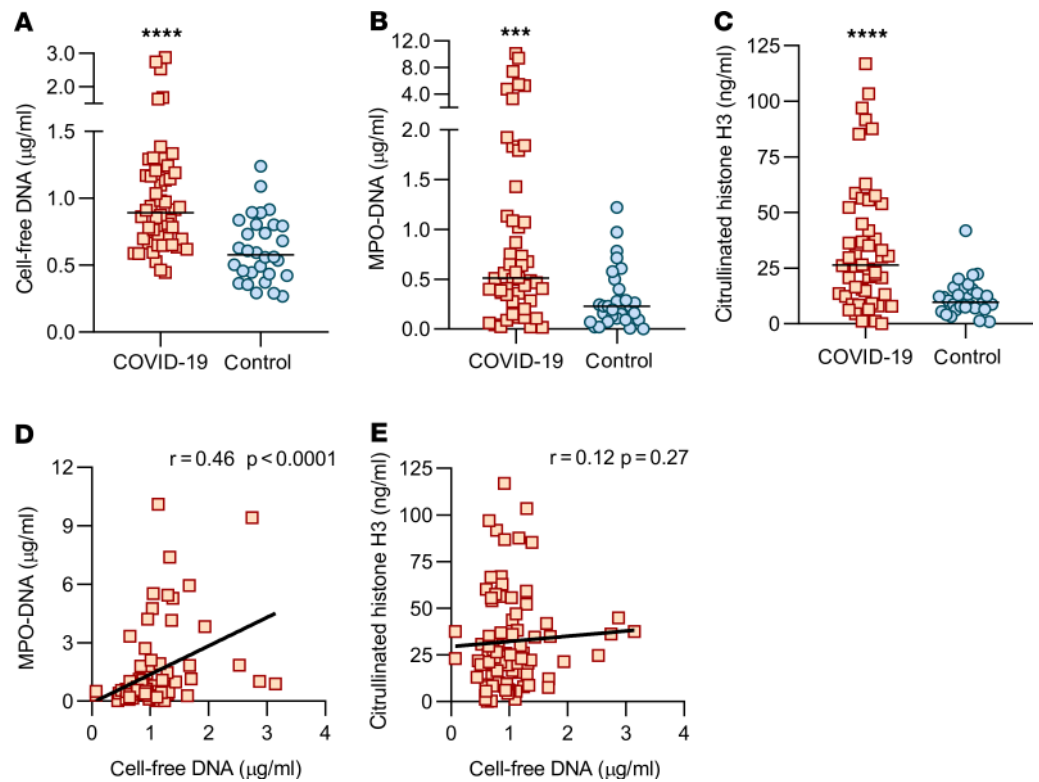 A
****
Cell-free DNA (μg/ml)
3.0
2.0
1.5
1.0
0.5
0.0
COVID-19 Control
B
***
MPO-DNA (μg/ml)
12.0
8.0
4.0
2.0
1.5
1.0
0.5
0.0
COVID-19 Control
C
****
Citrullinated histone H3 (ng/ml)
125
100
75
50
25
0
COVID-19 Control
D
r=0.46 p<0.0001
MPO-DNA (μg/ml)
12
9
6
3
0
0 1 2 3 4
Cell-free DNA (μg/ml)
E
r=0.12 p=0.27
Citrullinated histone H3 (ng/ml)
125
100
75
50
25
0
0 1 2 3 4
Cell-free DNA (μg/ml)